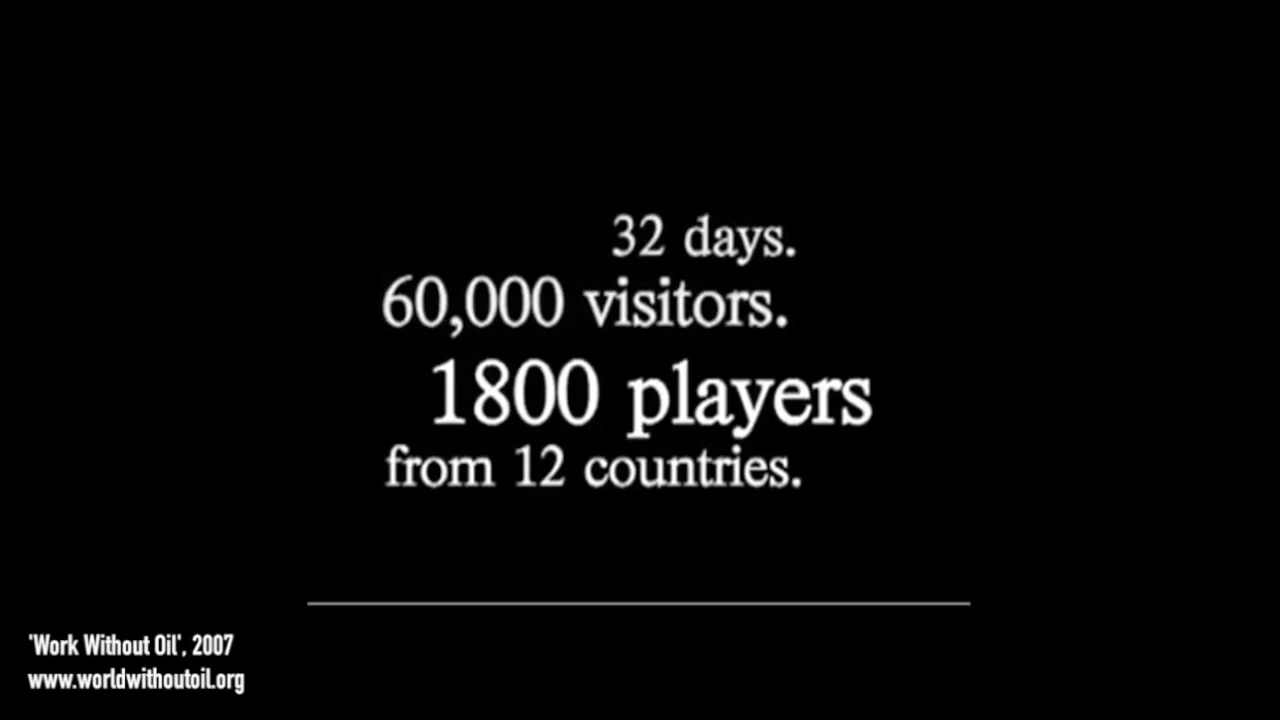 32 days.
60,000 visitors.
1800 players
from 12 countries.
'Work Without Oil', 2007
www.worldwithoutoil.org